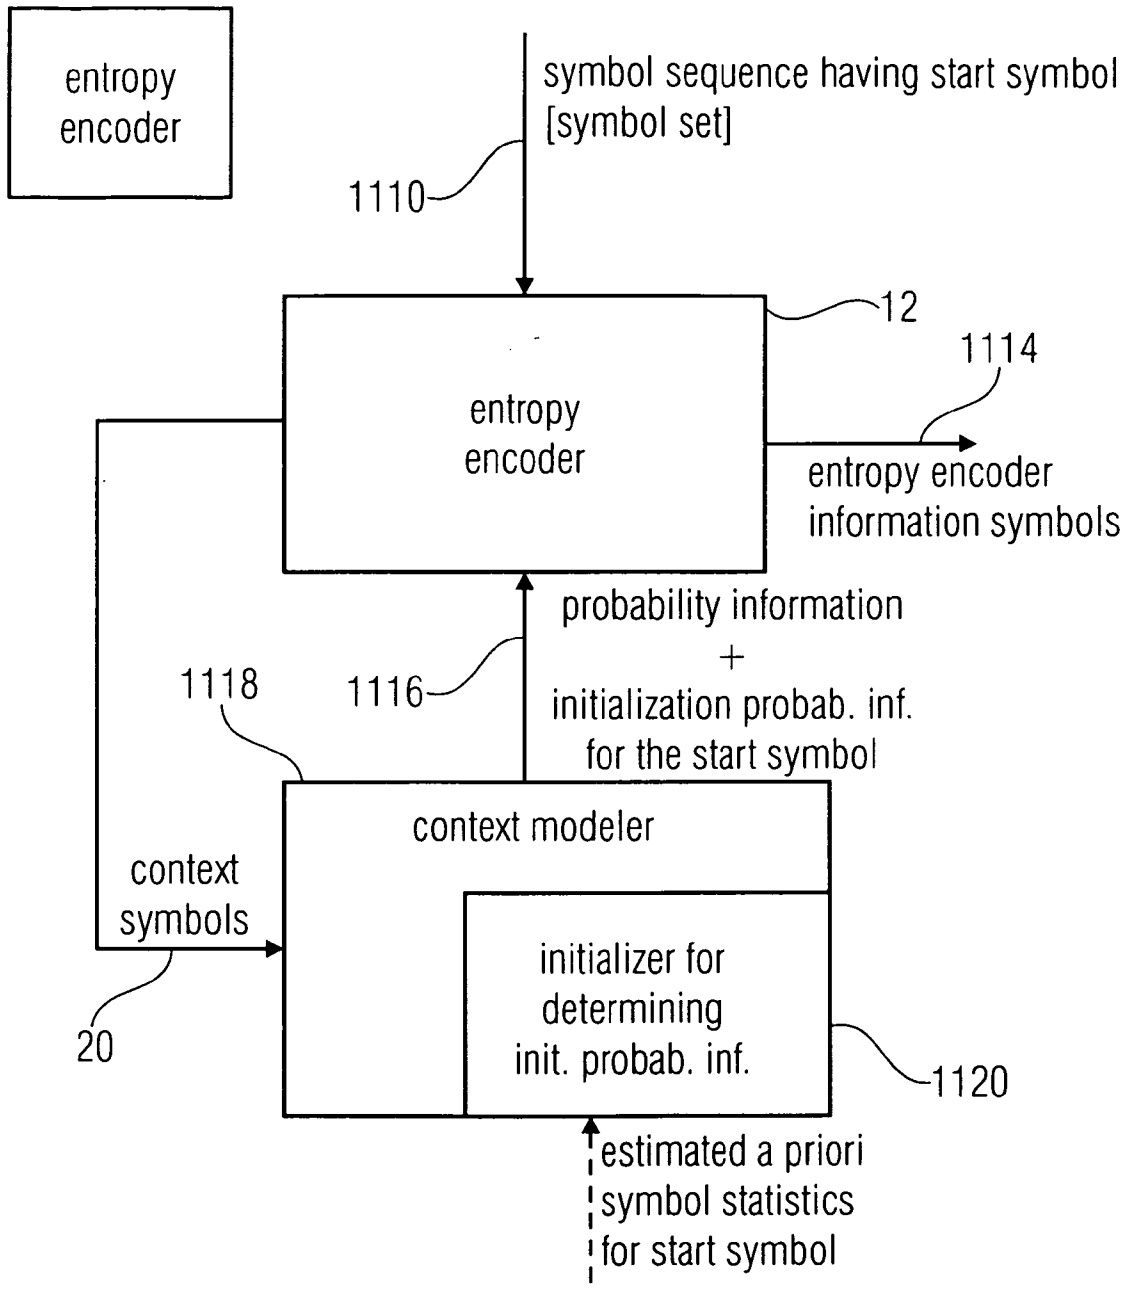 entropy
encoder
symbol sequence having start symbol
[symbol set]
1110
12
1114
entropy
encoder
entropy encoder
information symbols
probability information
+
initialization probab. inf.
for the start symbol
1118
1116
context modeler
context
symbols
20
initializer for
determining
init. probab. inf.
1120
estimated a priori
symbol statistics
for start symbol